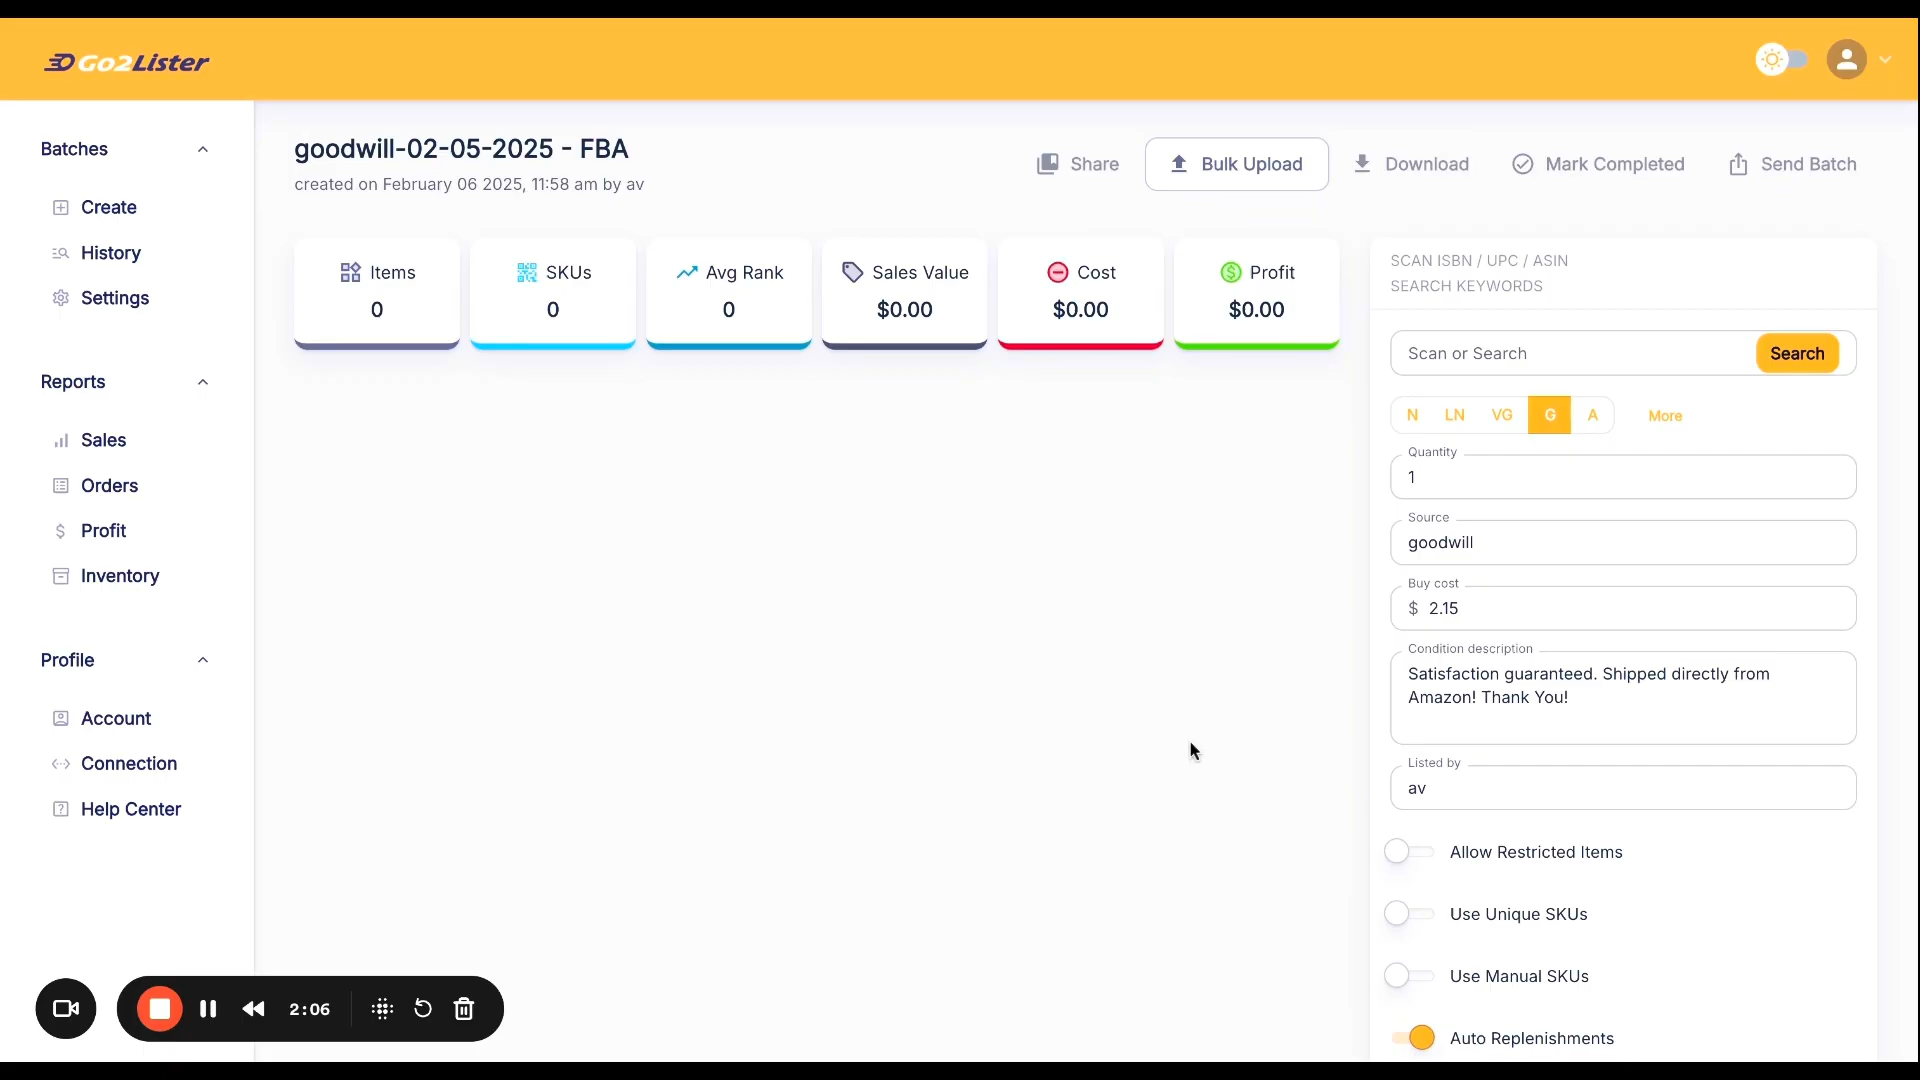 Go2Lister
Batches
Create
History
Settings
Reports
Sales
Orders
Profit
Inventory
Profile
Account
Connection
Help Center
goodwill-02-05-2025 - FBA
created on February 06 2025, 11:58 am by av
Share
Bulk Upload
Download
Mark Completed
Send Batch
Items
0
SKUs
0
Avg Rank
0
Sales Value
$0.00
Cost
$0.00
Profit
$0.00
SCAN ISBN / UPC / ASIN
SEARCH KEYWORDS
Scan or Search
Search
N LN VG G A More
Quantity
1
Source
goodwill
Buy cost
$ 2.15
Condition description
Satisfaction guaranteed. Shipped directly from
Amazon! Thank You!
Listed by
av
Allow Restricted Items
Use Unique SKUs
Use Manual SKUs
Auto Replenishments
2:06